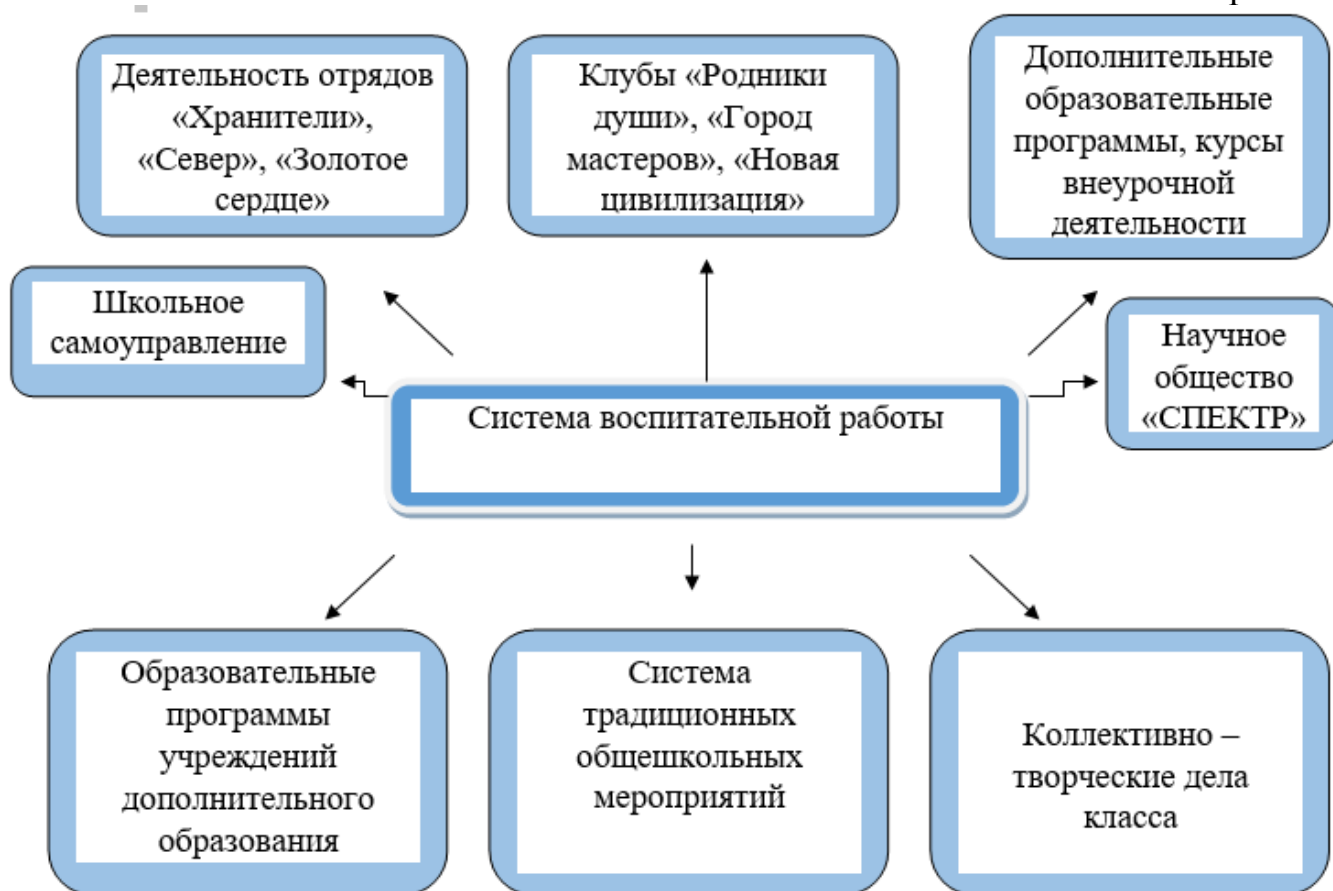 Деятельность отрядов
«Хранители»,
«Север», «Золотое
сердце»
Клубы «Родники
души», «Город
мастеров», «Новая
цивилизация»
Дополнительные
образовательные
программы, курсы
внеурочной
деятельности
Школьное
самоуправление
Научное
общество
«СПЕКТР»
Система воспитательной работы
Образовательные
программы
учреждений
дополнительного
образования
Система
традиционных
общешкольных
мероприятий
Коллективно –
творческие дела
класса